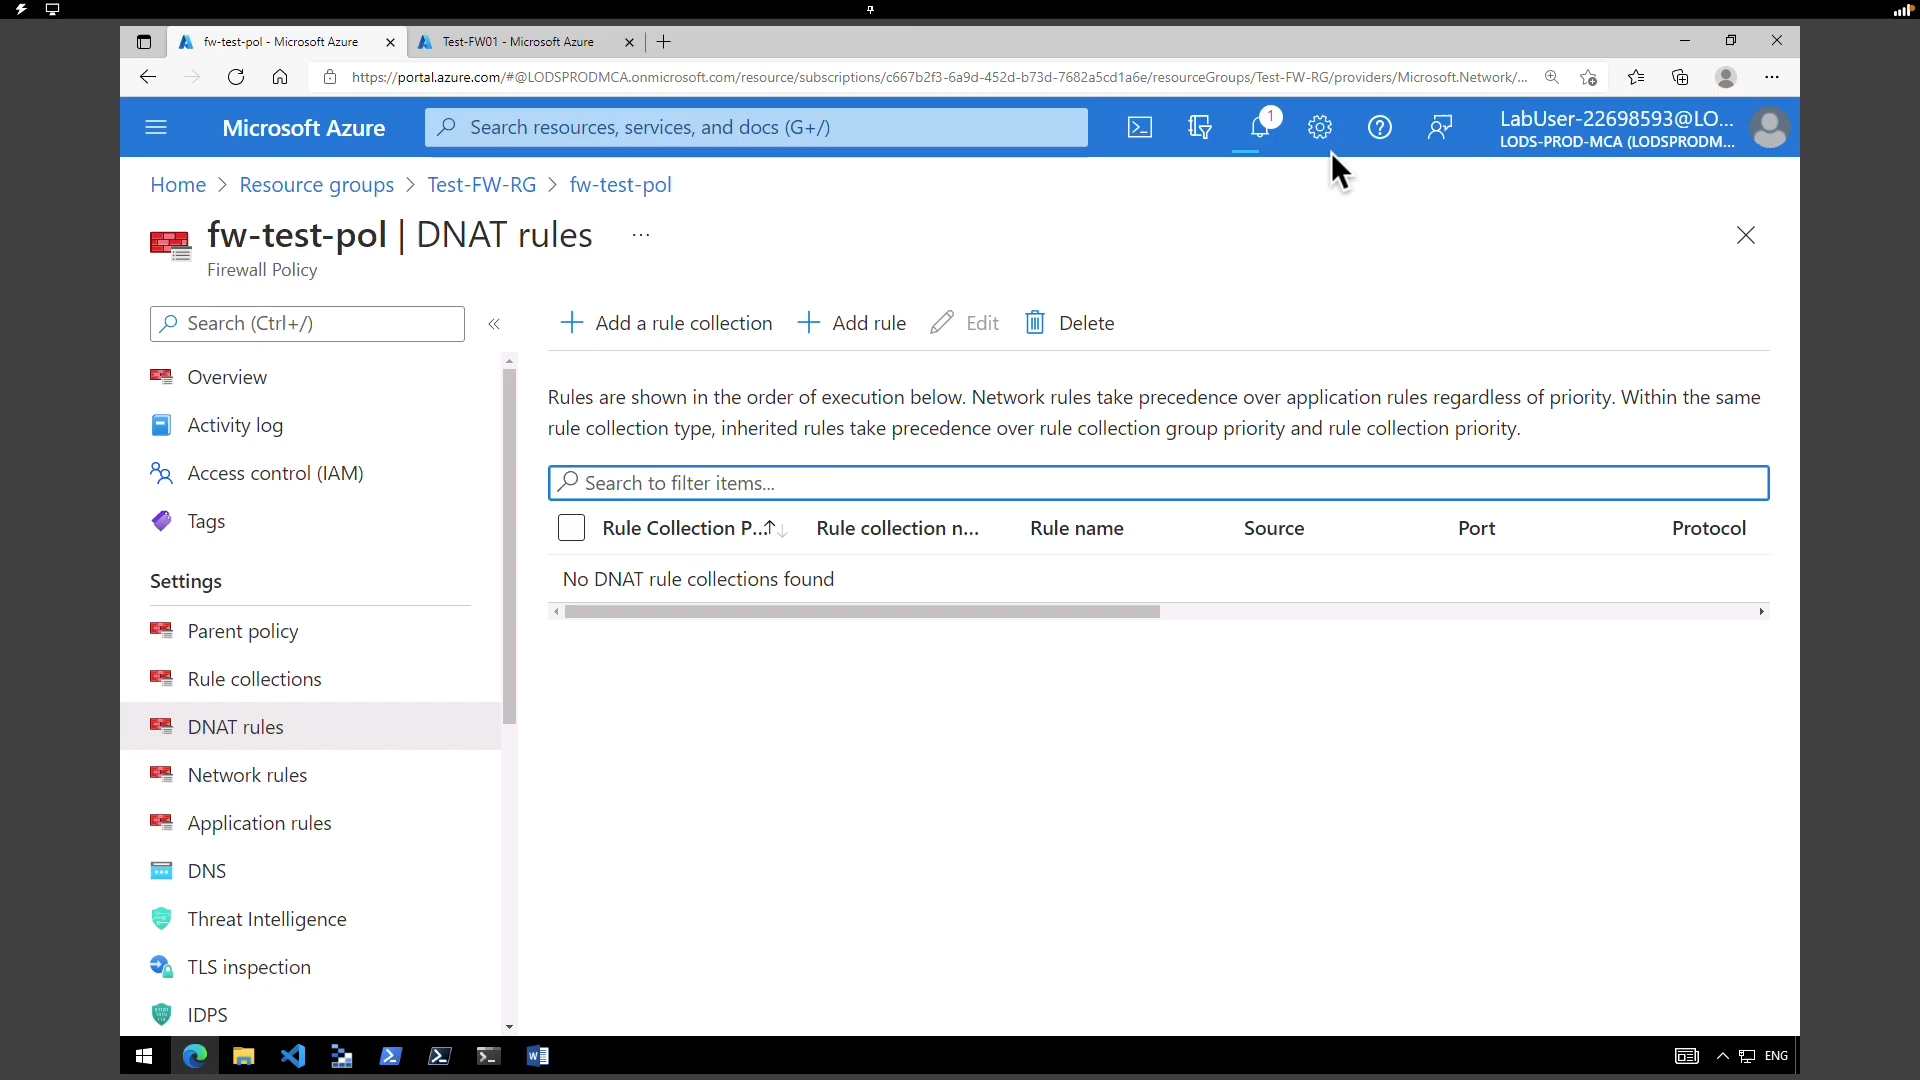 fw-test-pol - Microsoft Azure
Test-FW01 - Microsoft Azure
https://portal.azure.com/#@LODSPRODMCA.onmicrosoft.com/resource/subscriptions/c667b2f3-6a9d-452d-b73d-7682a5cd1a6e/resourceGroups/Test-FW-RG/providers/Microsoft.Network/...
Microsoft Azure
Search resources, services, and docs (G+/)
1
LabUser-22698593@LO...
LODS-PROD-MCA (LODSPRODM...
Home > Resource groups > Test-FW-RG > fw-test-pol
fw-test-pol | DNAT rules ...
Firewall Policy
Search (Ctrl+/)
«
Overview
Activity log
Access control (IAM)
Tags
Settings
Parent policy
Rule collections
DNAT rules
Network rules
Application rules
DNS
Threat Intelligence
TLS inspection
IDPS
Add a rule collection
Add rule
Edit
Delete
Rules are shown in the order of execution below. Network rules take precedence over application rules regardless of priority. Within the same
rule collection type, inherited rules take precedence over rule collection group priority and rule collection priority.
Search to filter items...
Rule Collection P...↑↓ Rule collection n... Rule name Source Port Protocol
No DNAT rule collections found
ENG